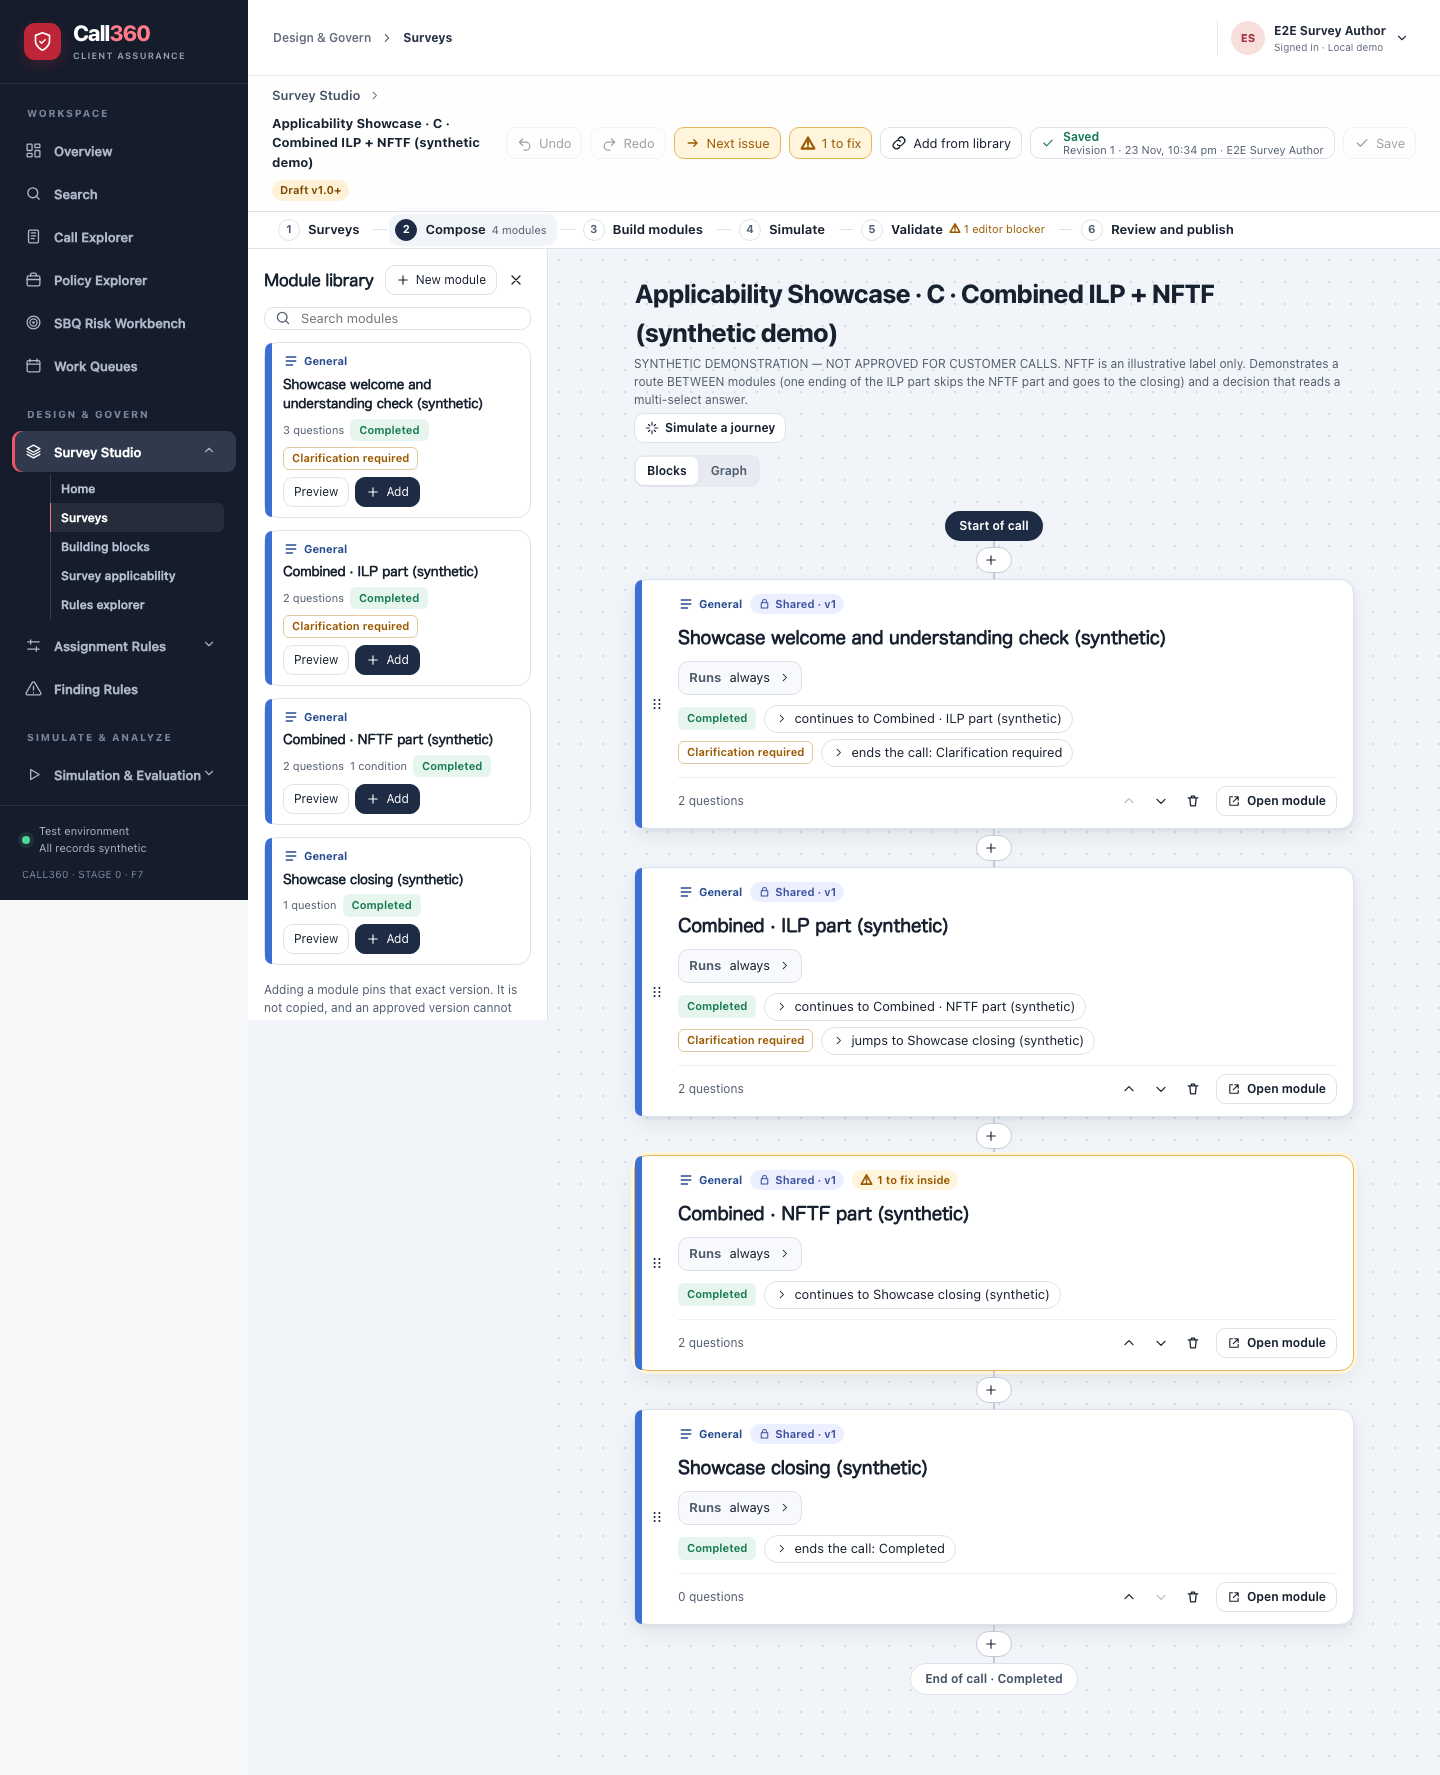 Call360
CLIENT ASSURANCE
WORKSPACE
Overview
Search
Call Explorer
Policy Explorer
SBQ Risk Workbench
Work Queues
DESIGN & GOVERN
Survey Studio
Home
Surveys
Building blocks
Survey applicability
Rules explorer
Assignment Rules
Finding Rules
SIMULATE & ANALYZE
Simulation & Evaluation
Test environment
All records synthetic
CALL360 · STAGE 0 · F7
Design & Govern Surveys
ES
E2E Survey Author
Signed in · Local demo
Survey Studio
Applicability Showcase · C ·
Combined ILP + NFTF (synthetic
demo)
Draft v1.0+
Undo
Redo
Next issue
1 to fix
Add from library
Saved
Revision 1 · 23 Nov, 10:34 pm · E2E Survey Author
Save
1 Surveys
2 Compose 4 modules
3 Build modules
4 Simulate
5 Validate 1 editor blocker
6 Review and publish
Module library
New module
Search modules
General
Showcase welcome and
understanding check (synthetic)
3 questions Completed
Clarification required
Preview Add
General
Combined · ILP part (synthetic)
2 questions Completed
Clarification required
Preview Add
General
Combined · NFTF part (synthetic)
2 questions 1 condition Completed
Preview Add
General
Showcase closing (synthetic)
1 question Completed
Preview Add
Adding a module pins that exact version. It is
not copied, and an approved version cannot
Applicability Showcase · C · Combined ILP + NFTF
(synthetic demo)
SYNTHETIC DEMONSTRATION — NOT APPROVED FOR CUSTOMER CALLS. NFTF is an illustrative label only. Demonstrates a
route BETWEEN modules (one ending of the ILP part skips the NFTF part and goes to the closing) and a decision that reads a
multi-select answer.
Simulate a journey
Blocks Graph
Start of call
General Shared · v1
Showcase welcome and understanding check (synthetic)
Runs always
Completed continues to Combined · ILP part (synthetic)
Clarification required ends the call: Clarification required
2 questions Open module
General Shared · v1
Combined · ILP part (synthetic)
Runs always
Completed continues to Combined · NFTF part (synthetic)
Clarification required jumps to Showcase closing (synthetic)
2 questions Open module
General Shared · v1 1 to fix inside
Combined · NFTF part (synthetic)
Runs always
Completed continues to Showcase closing (synthetic)
2 questions Open module
General Shared · v1
Showcase closing (synthetic)
Runs always
Completed ends the call: Completed
0 questions Open module
End of call · Completed